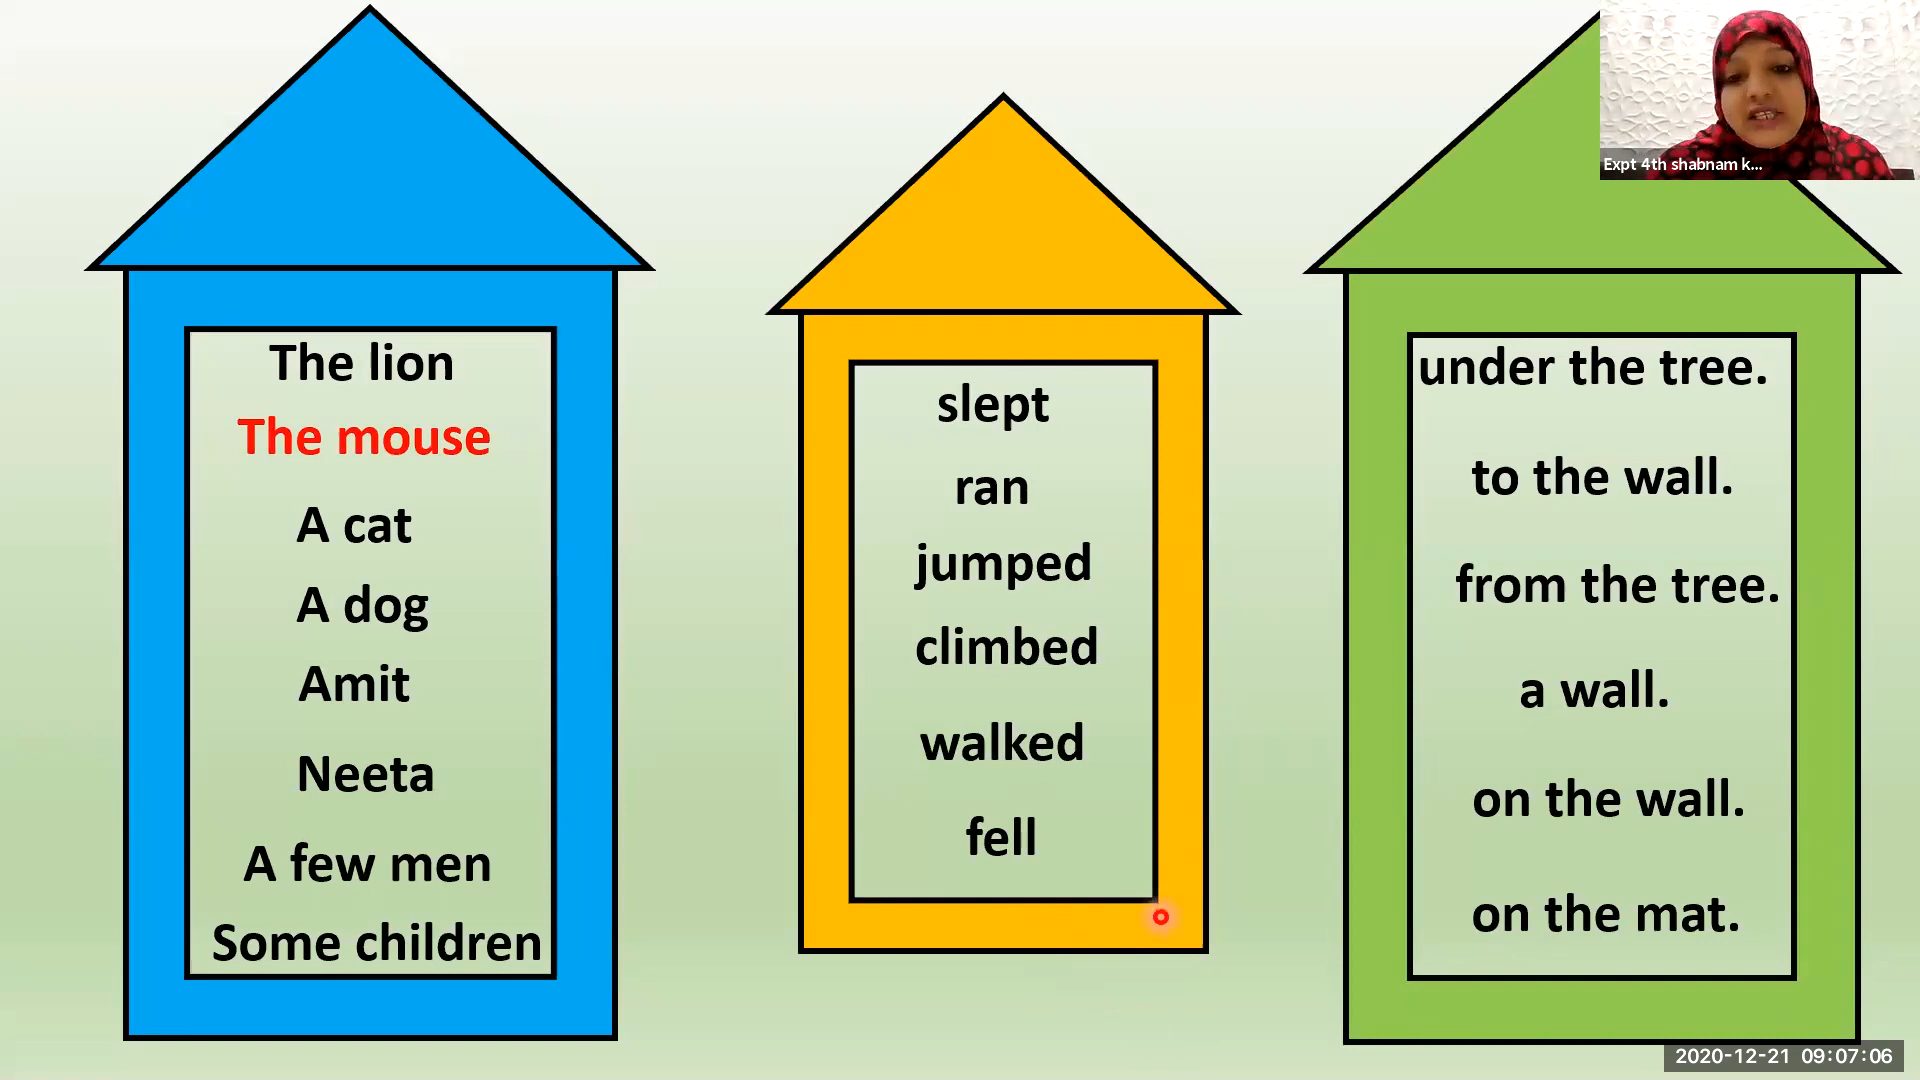 The lion
The mouse
A cat
A dog
Amit
Neeta
A few men
Some children
slept
ran
jumped
climbed
walked
fell
under the tree.
to the wall.
from the tree.
a wall.
on the wall.
on the mat.
Expt 4th shabnam k...
2020-12-21 09:07:06